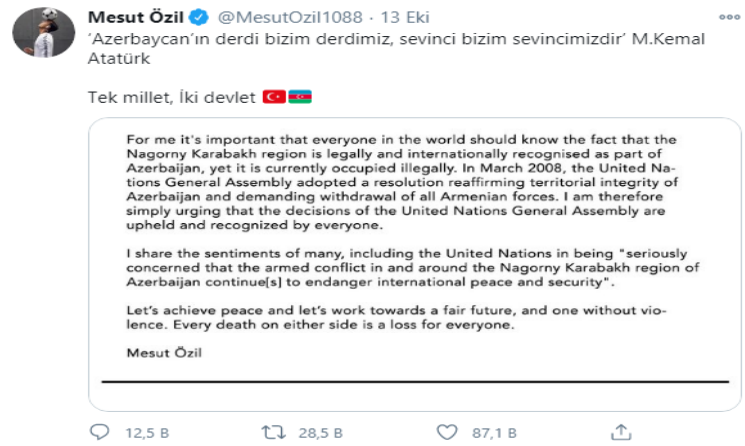 Mesut Özil @MesutOzil1088 · 13 Eki
‘Azerbaycan’ın derdi bizim derdimiz, sevinci bizim sevincimizdir’ M.Kemal
Atatürk
Tek millet, İki devlet 🇹🇷🇦🇿
For me it's important that everyone in the world should know the fact that the
Nagorny Karabakh region is legally and internationally recognised as part of
Azerbaijan, yet it is currently occupied illegally. In March 2008, the United Na-
tions General Assembly adopted a resolution reaffirming territorial integrity of
Azerbaijan and demanding withdrawal of all Armenian forces. I am therefore
simply urging that the decisions of the United Nations General Assembly are
upheld and recognized by everyone.
I share the sentiments of many, including the United Nations in being "seriously
concerned that the armed conflict in and around the Nagorny Karabakh region of
Azerbaijan continue[s] to endanger international peace and security".
Let's achieve peace and let's work towards a fair future, and one without vio-
lence. Every death on either side is a loss for everyone.
Mesut Özil
12,5 B 28,5 B 87,1 B